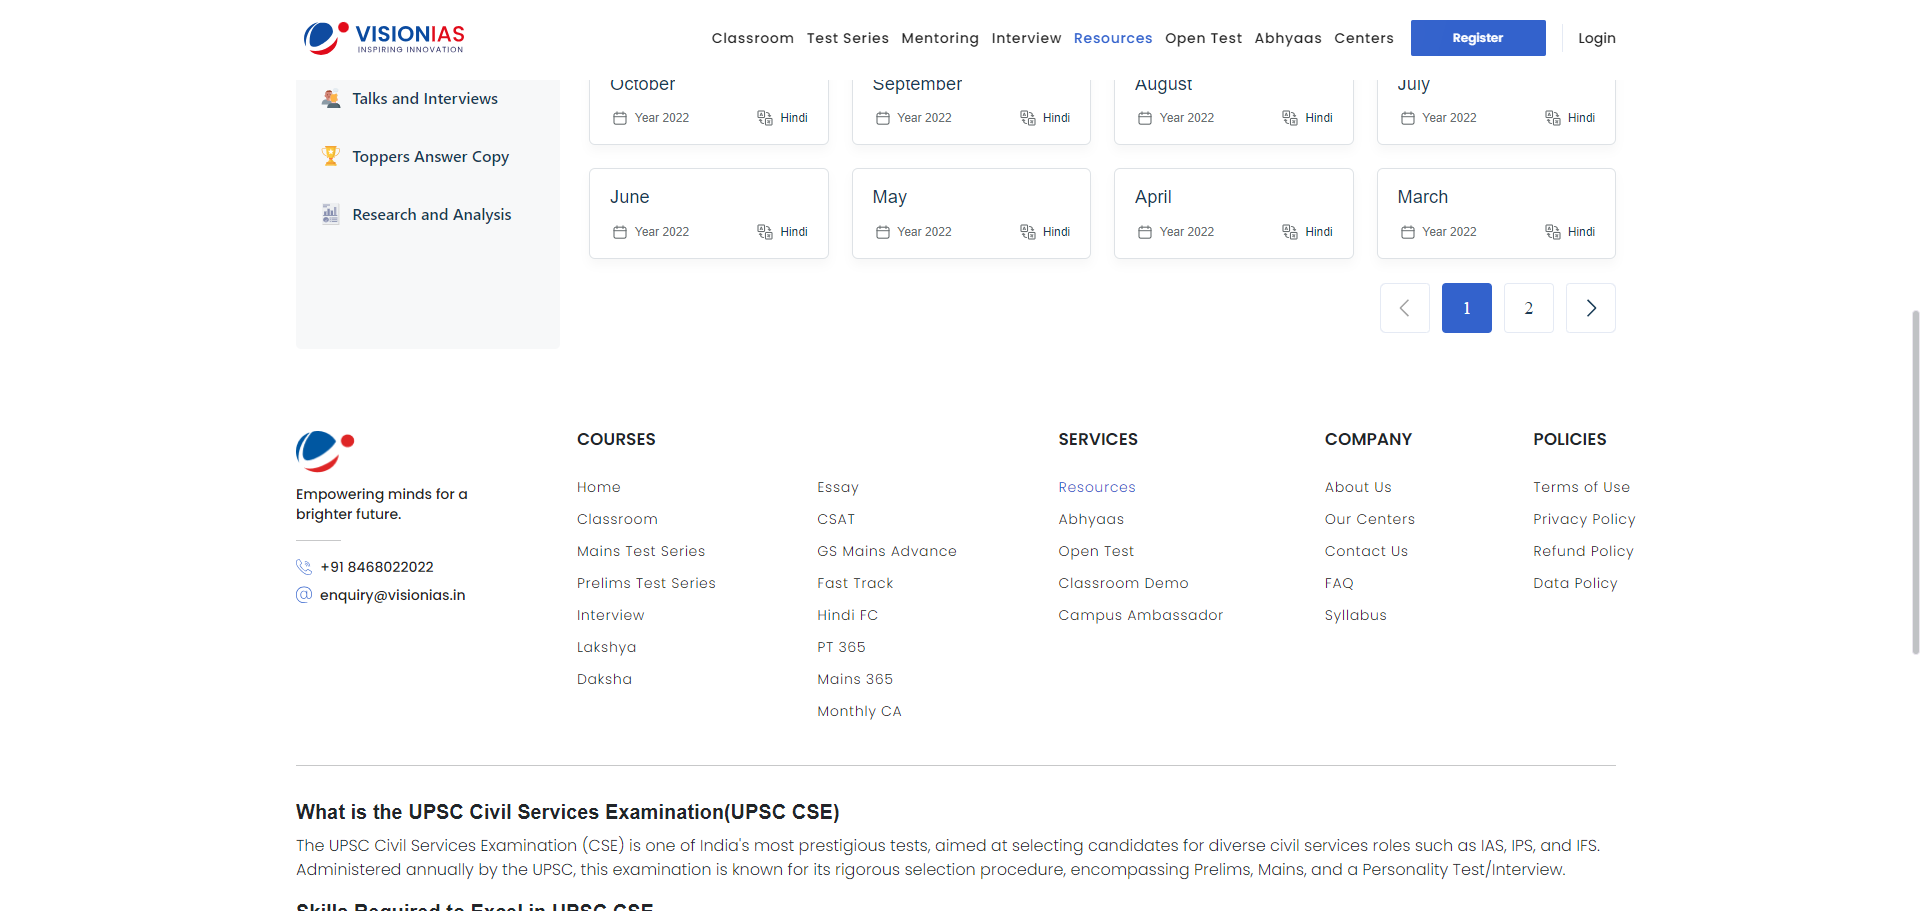 VISIONIAS
INSPIRING INNOVATION
Classroom Test Series Mentoring Interview Resources Open Test Abhyaas Centers Register Login
Talks and Interviews
Toppers Answer Copy
Research and Analysis
October September August July
Year 2022 Hindi Year 2022 Hindi Year 2022 Hindi Year 2022 Hindi
June May April March
Year 2022 Hindi Year 2022 Hindi Year 2022 Hindi Year 2022 Hindi
1 2
Empowering minds for a
brighter future.
+91 8468022022
enquiry@visionias.in
COURSES
Home
Classroom
Mains Test Series
Prelims Test Series
Interview
Lakshya
Daksha
Essay
CSAT
GS Mains Advance
Fast Track
Hindi FC
PT 365
Mains 365
Monthly CA
SERVICES
Resources
Abhyaas
Open Test
Classroom Demo
Campus Ambassador
COMPANY
About Us
Our Centers
Contact Us
FAQ
Syllabus
POLICIES
Terms of Use
Privacy Policy
Refund Policy
Data Policy
What is the UPSC Civil Services Examination(UPSC CSE)
The UPSC Civil Services Examination (CSE) is one of India's most prestigious tests, aimed at selecting candidates for diverse civil services roles such as IAS, IPS, and IFS.
Administered annually by the UPSC, this examination is known for its rigorous selection procedure, encompassing Prelims, Mains, and a Personality Test/Interview.
Skills Required to Excel in UPSC CSE